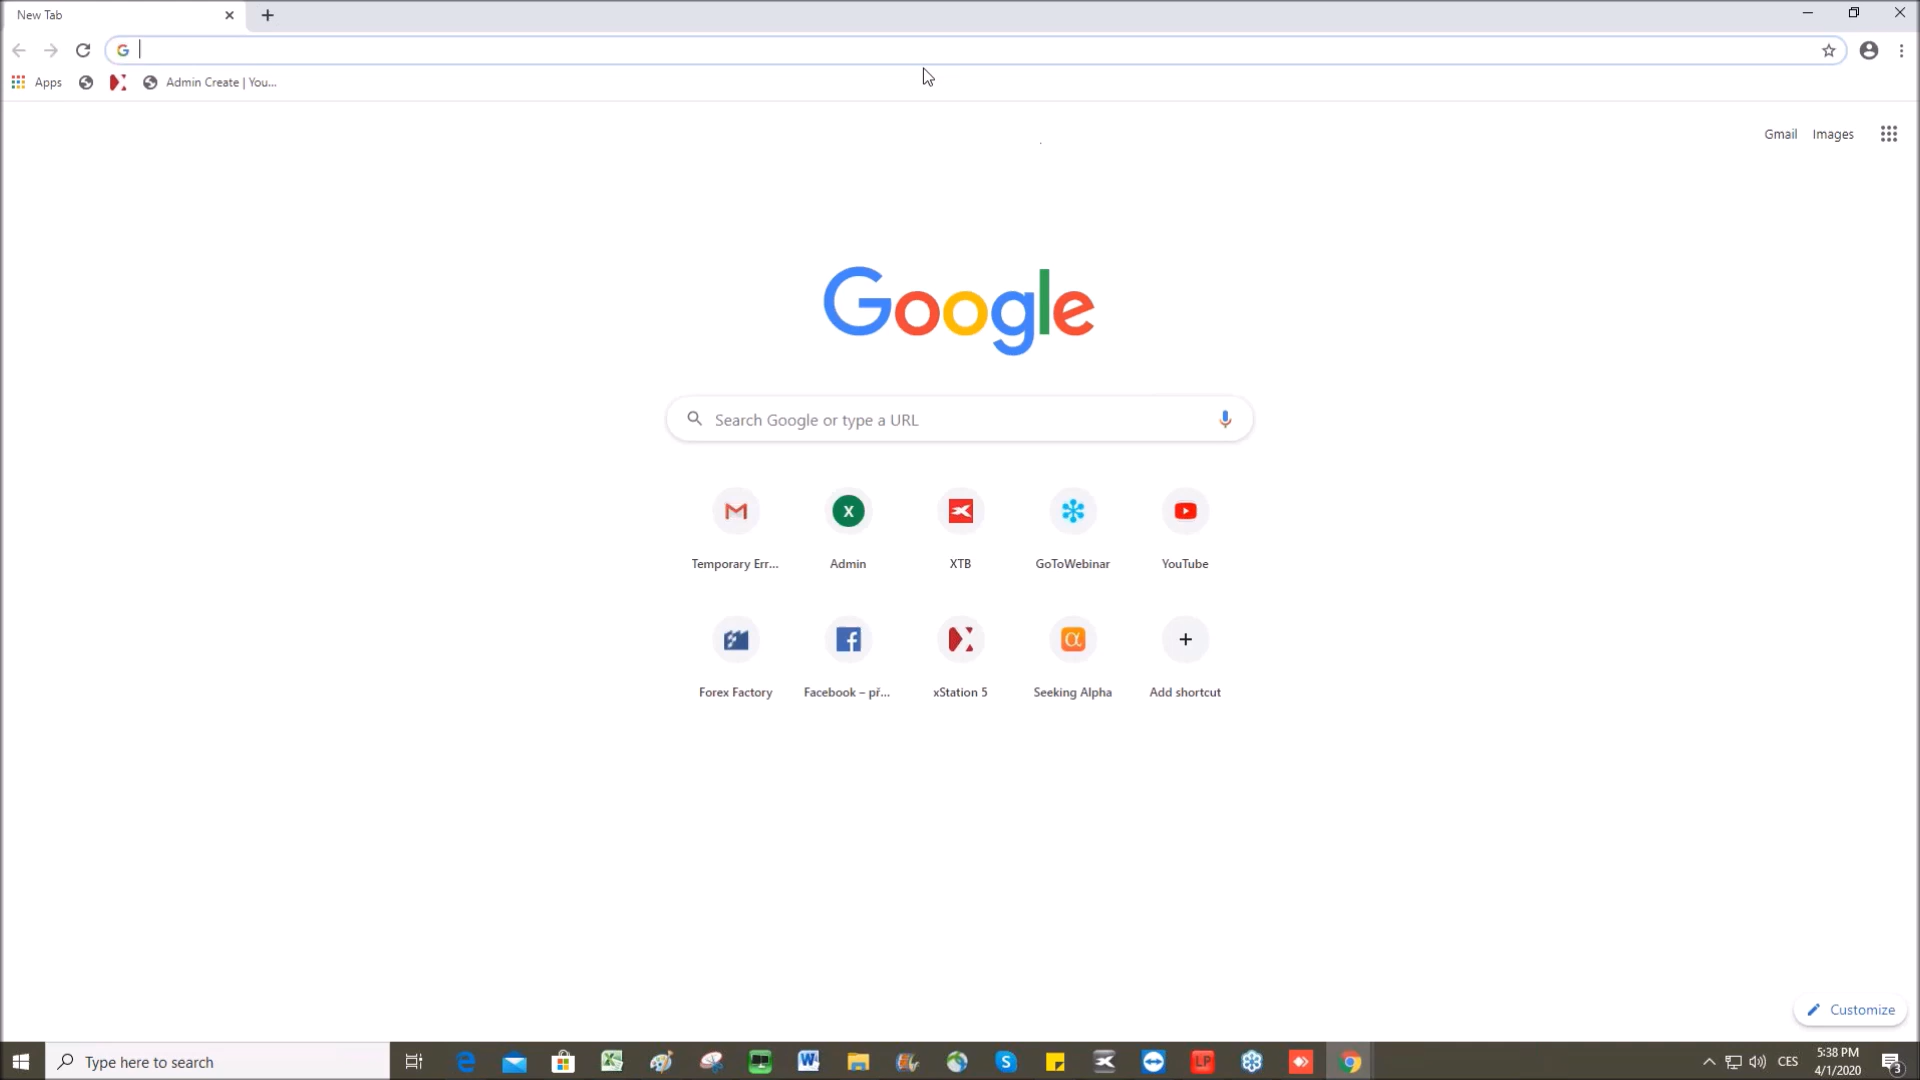 New Tab
Apps
Admin Create | You...
Gmail Images
Google
Search Google or type a URL
Temporary Err... Admin XTB GoToWebinar YouTube
Forex Factory Facebook – př... xStation 5 Seeking Alpha Add shortcut
Customize
Type here to search
CES
5:38 PM
4/1/2020
3